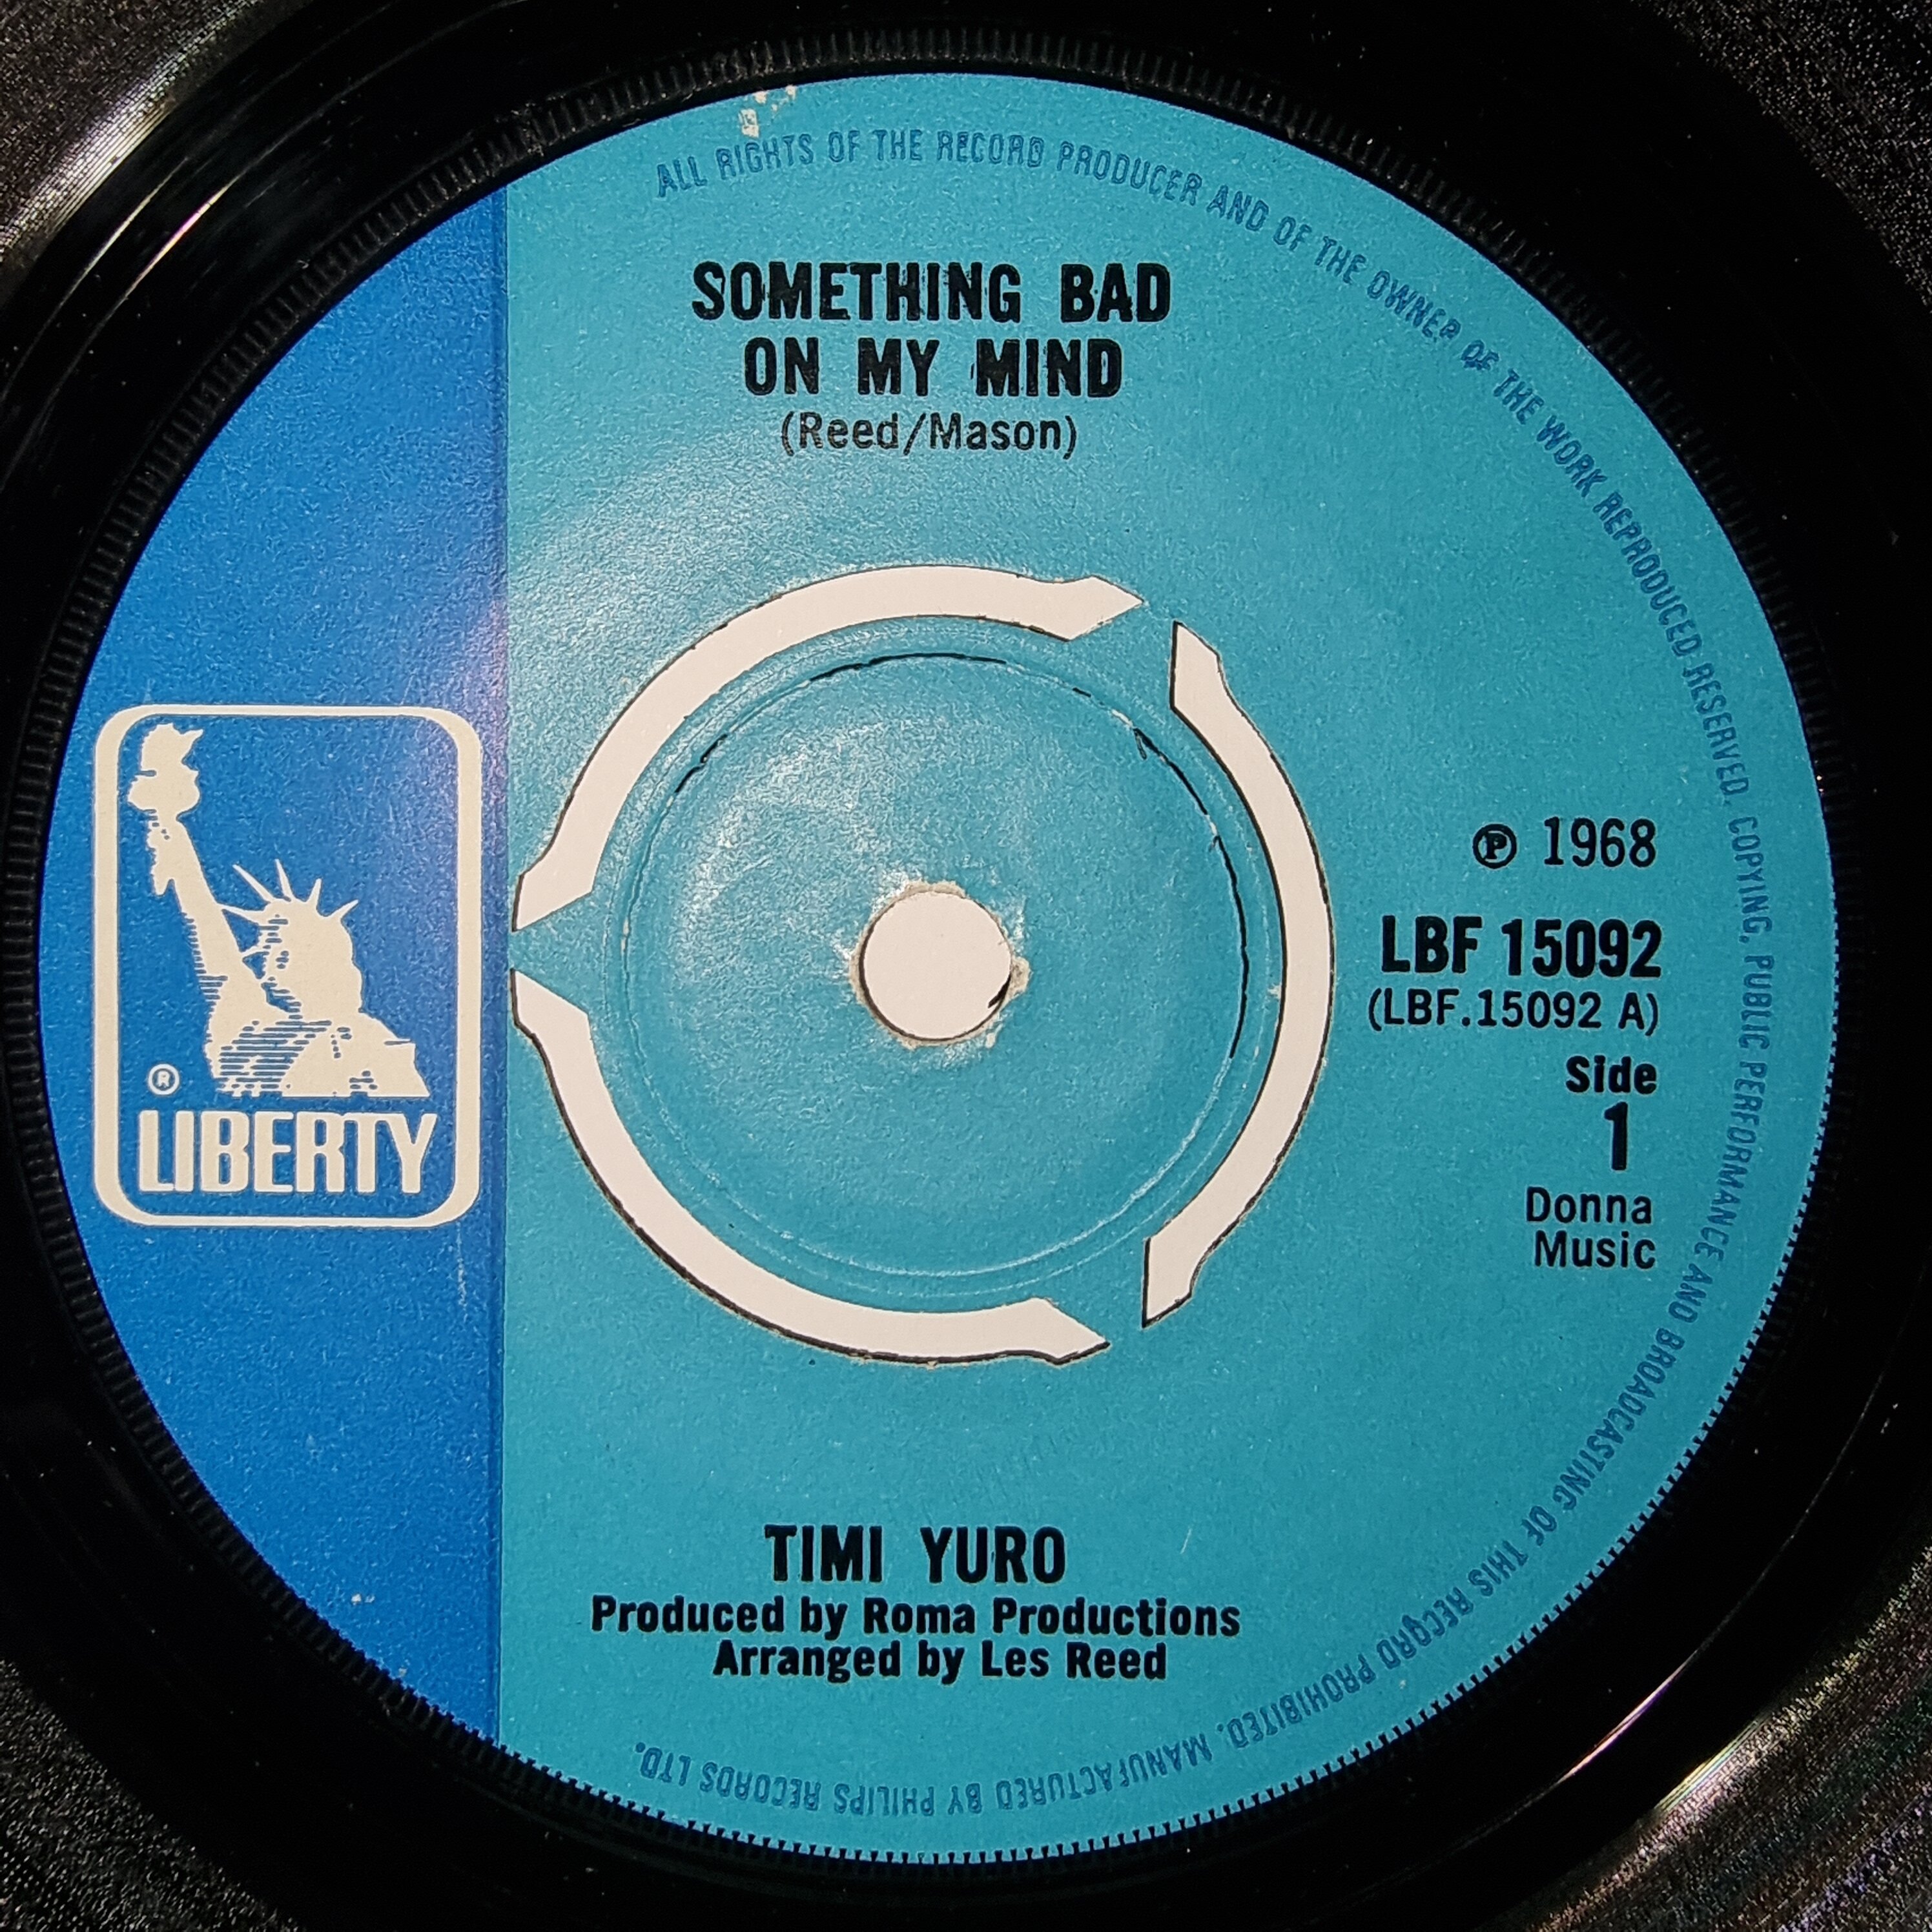 ALL RIGHTS OF THE RECORD PRODUCER AND OF THE OWNER OF THE WORK REPRODUCED RESERVED. COPYING, PUBLIC PERFORMANCE AND BROADCASTING OF THIS RECORD PROHIBITED. MANUFACTURED BY PHILIPS RECORDS LTD.
SOMETHING BAD
ON MY MIND
(Reed/Mason)
® 
LIBERTY
℗ 1968
LBF 15092
(LBF.15092 A)
Side
1
Donna
Music
TIMI YURO
Produced by Roma Productions
Arranged by Les Reed